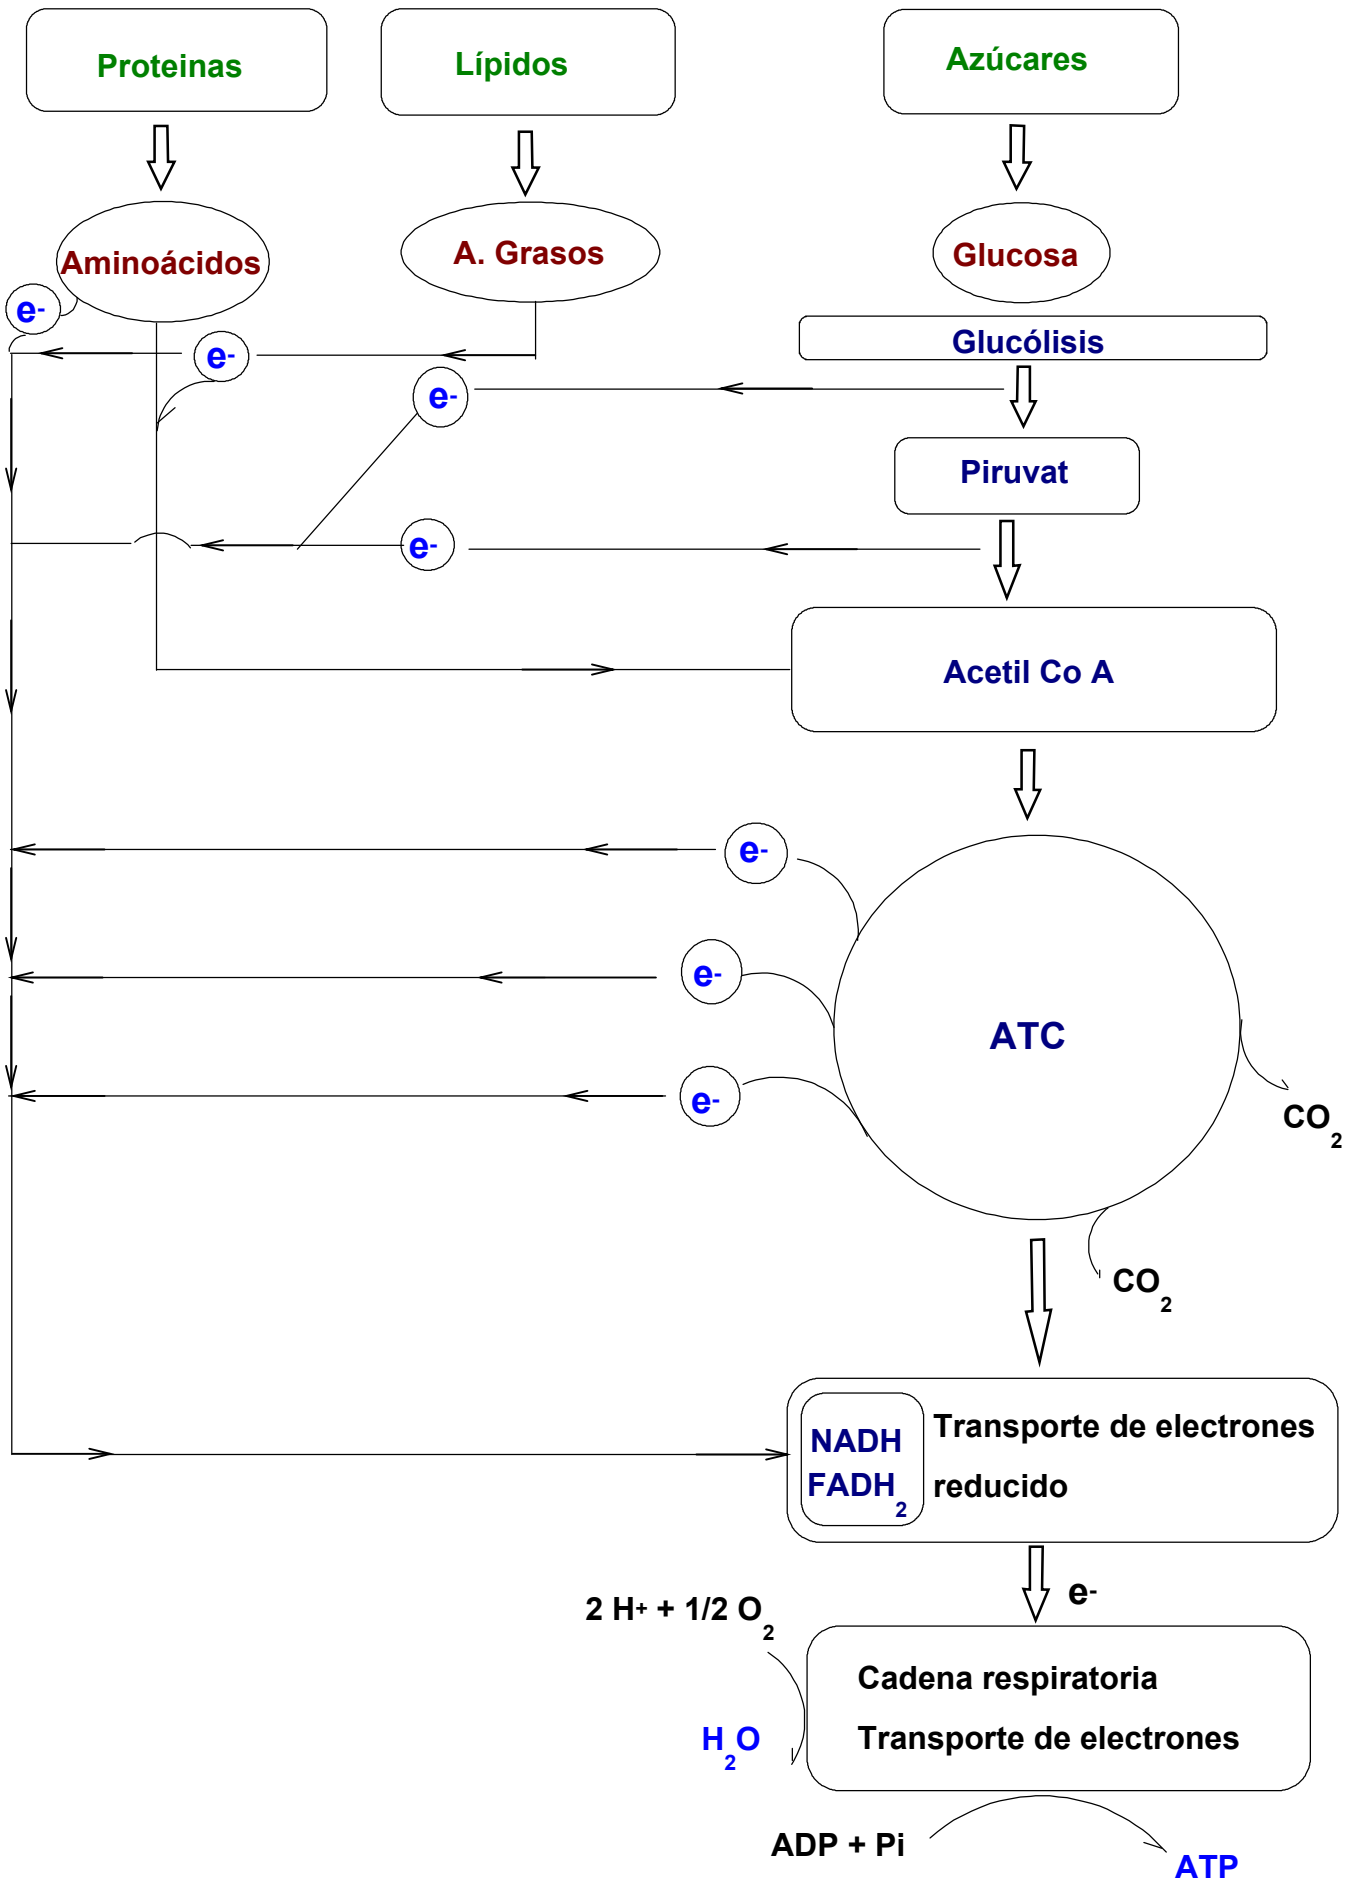 Proteinas
Lípidos
Azúcares
Aminoácidos
A. Grasos
Glucosa
e-
e-
Glucólisis
e-
Piruvat
e-
Acetil Co A
e-
e-
ATC
e-
CO2
CO2
NADH
FADH2
Transporte de electrones
reducido
e-
2 H+ + 1/2 O2
H2O
Cadena respiratoria
Transporte de electrones
ADP + Pi
ATP